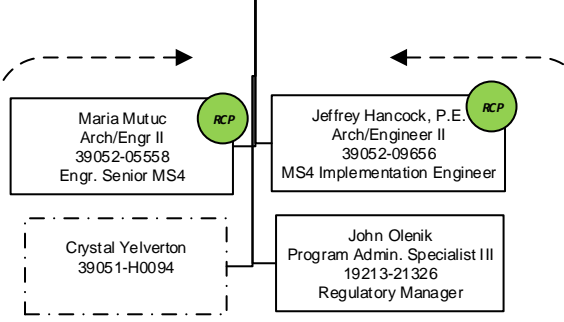 Maria Mutuc
Arch/Engr II
39052-05558
Engr. Senior MS4
RCP
Jeffrey Hancock, P.E.
Arch/Engineer II
39052-09656
MS4 Implementation Engineer
RCP
Crystal Yelverton
39051-H0094
John Olenik
Program Admin. Specialist III
19213-21326
Regulatory Manager